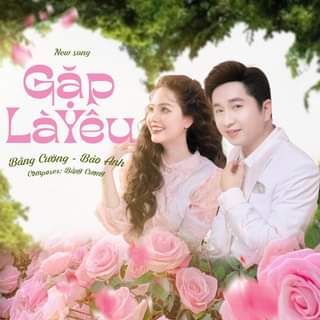 New song
Gặp
Là Yêu
Bằng Cường - Bảo Anh
Composer: Bằng Cường